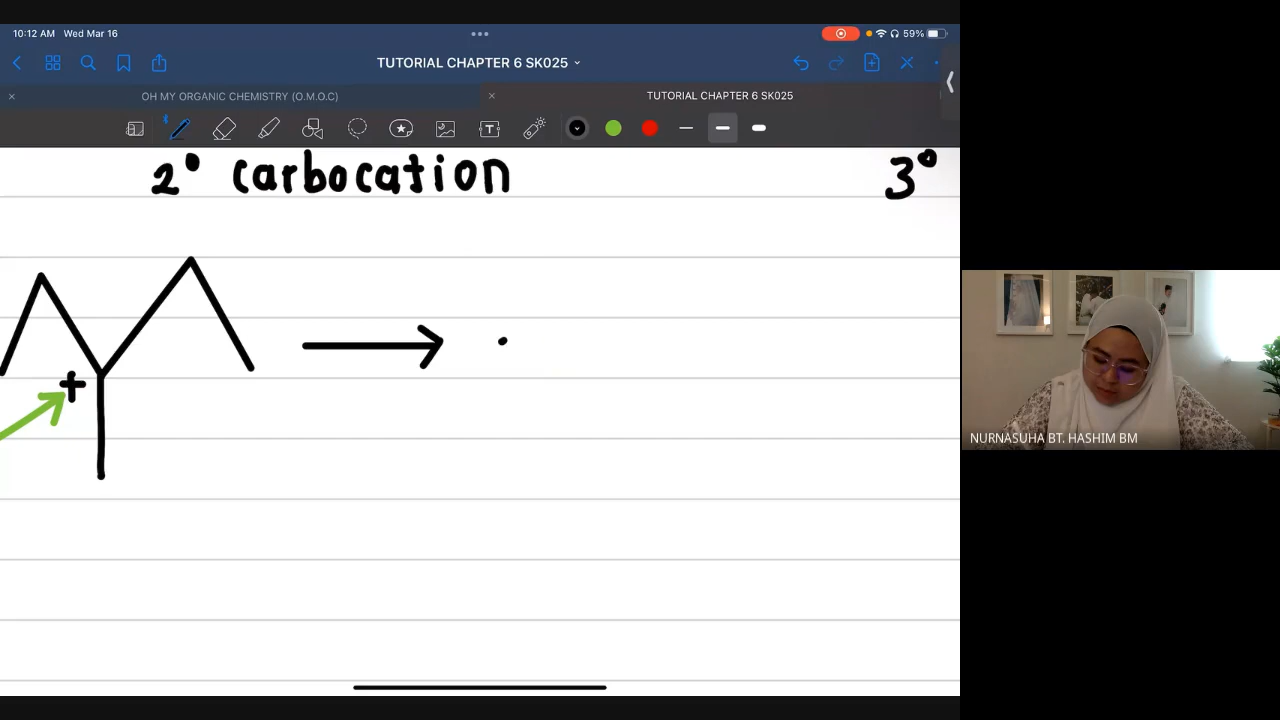 10:12 AM Wed Mar 16
59%
TUTORIAL CHAPTER 6 SK025
OH MY ORGANIC CHEMISTRY (O.M.O.C)
TUTORIAL CHAPTER 6 SK025
2° carbocation
3°
+
NURNASUHA BT. HASHIM BM